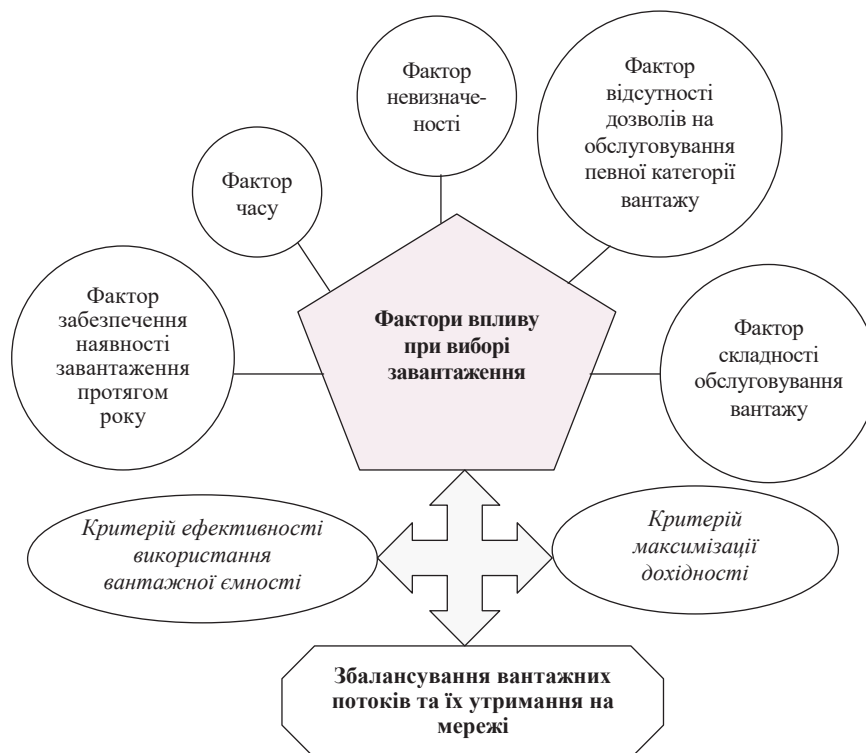 Фактор
невизначе-
ності
Фактор
відсутності
дозволів на
обслуговування
певної категорії
вантажу
Фактор
часу
Фактор
забезпечення
наявності
завантаження
протягом
року
Фактори впливу
при виборі
завантаження
Фактор
складності
обслуговування
вантажу
Критерій ефективності
використання
вантажної ємності
Критерій
максимізації
дохідності
Збалансування вантажних
потоків та їх утримання на
мережі